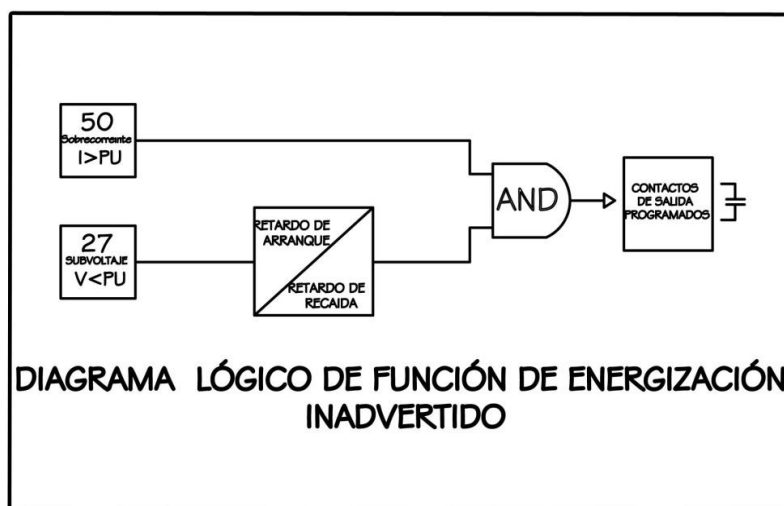 50
Sobrecorreinte
I>PU
27
SUBVOLTAJE
V<PU
RETARDO DE
ARRANQUE
RETARDO DE
RECAIDA
AND
CONTACTOS
DE SALIDA
PROGRAMADOS
DIAGRAMA LÓGICO DE FUNCIÓN DE ENERGIZACIÓN
INADVERTIDO